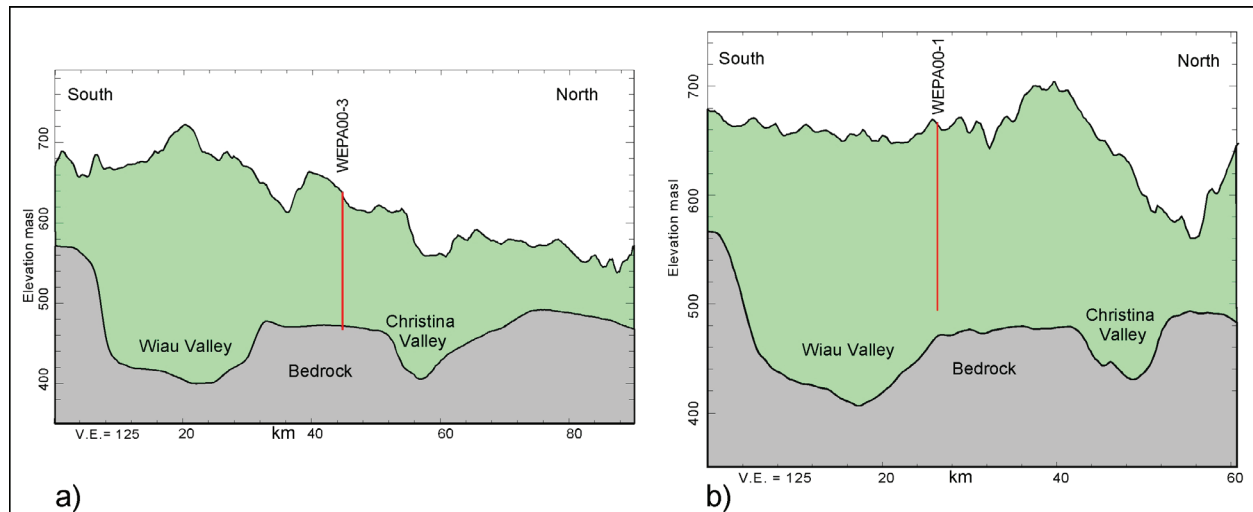 South
North
WEPA00-3
Elevation masl
700
600
500
400
Wiau Valley
Christina
Valley
Bedrock
V.E.= 125
20
km
40
60
80
a)
South
North
WEPA00-1
Elevation masl
700
600
500
400
Wiau Valley
Christina
Valley
Bedrock
V.E.= 125
20
km
40
60
b)